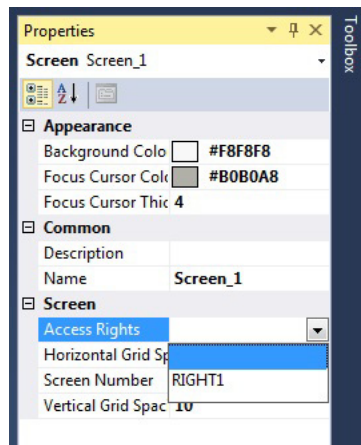 Properties
Toolbox
Screen Screen_1
Appearance
Background Colo #F8F8F8
Focus Cursor Colo #B0B0A8
Focus Cursor Thic 4
Common
Description
Name Screen_1
Screen
Access Rights
Horizontal Grid Sp
Screen Number RIGHT1
Vertical Grid Spac 10